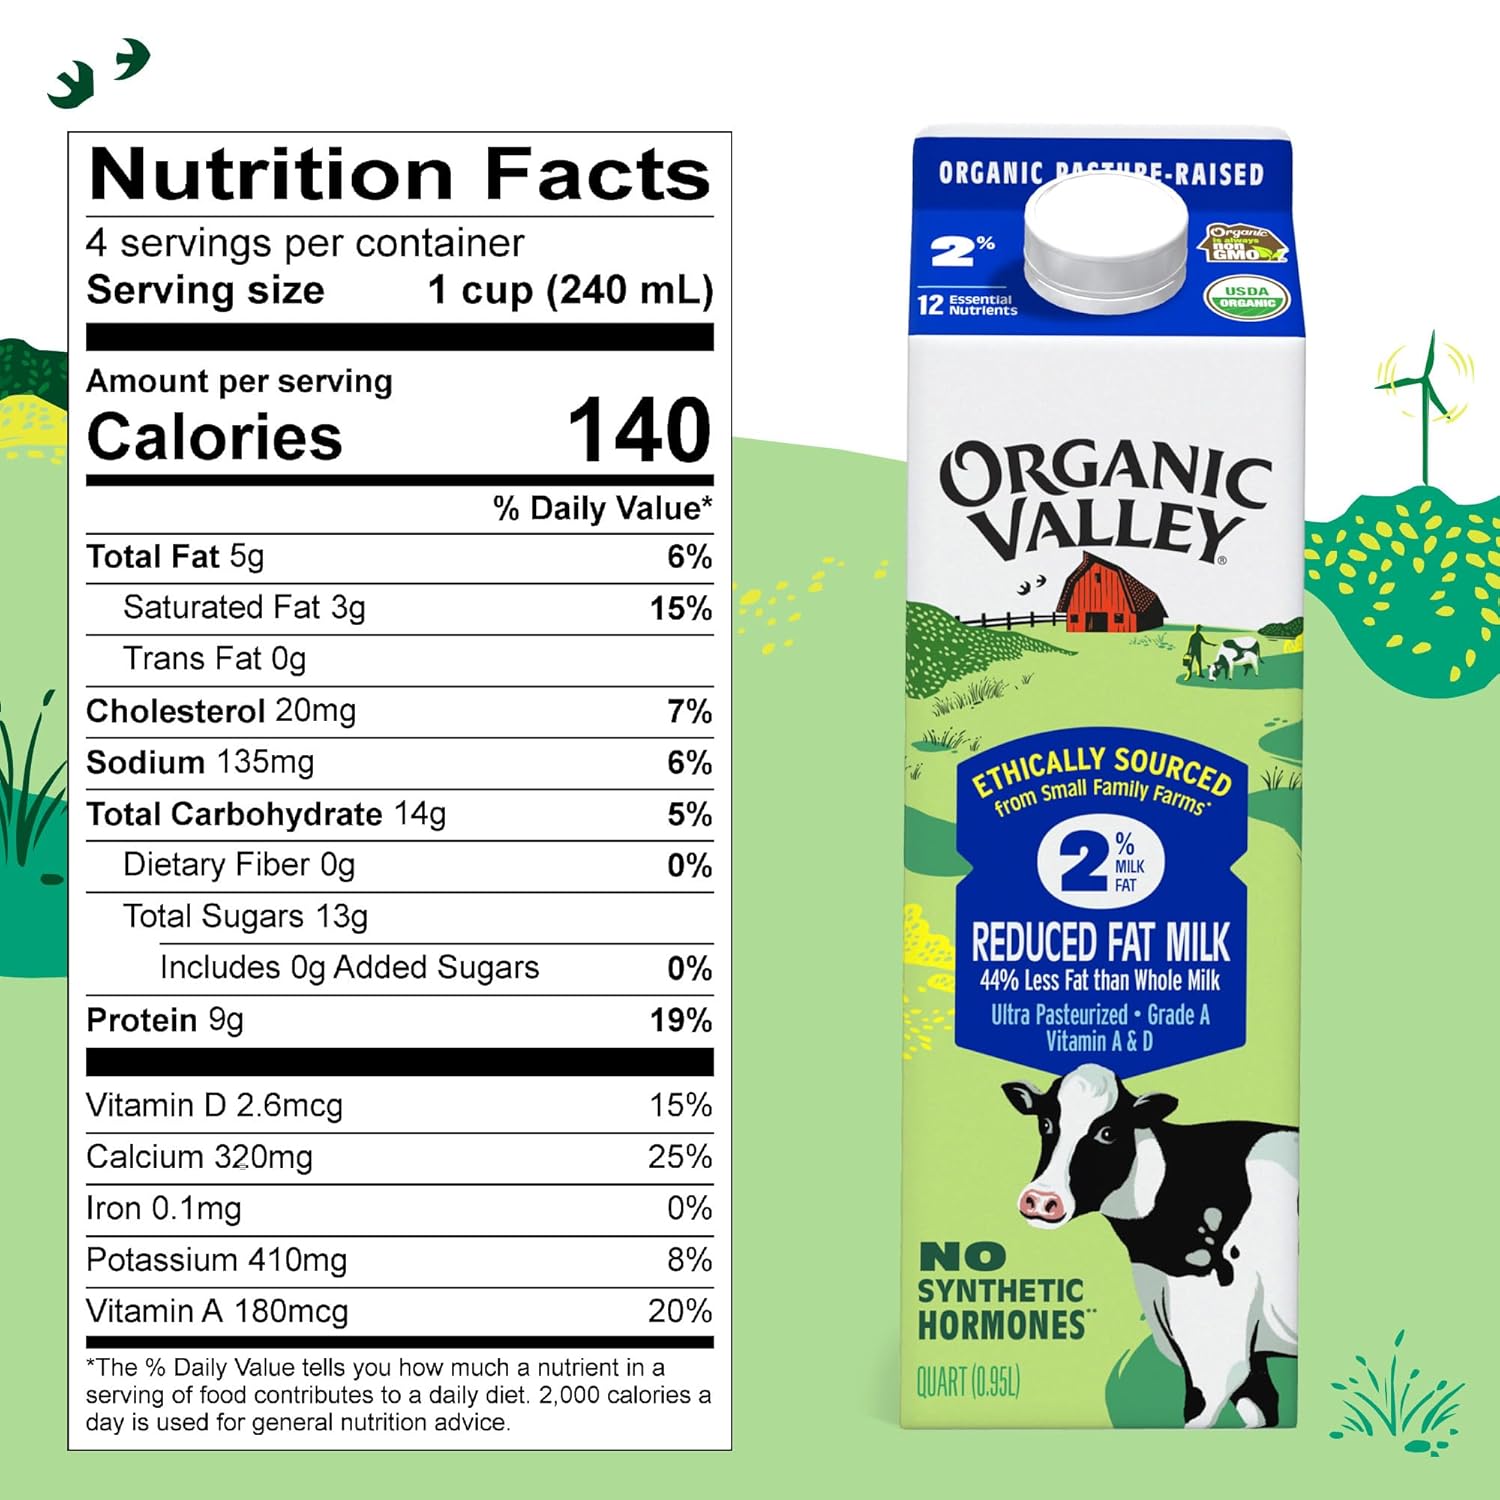 Nutrition Facts
4 servings per container
Serving size 1 cup (240 mL)
Amount per serving
Calories 140
% Daily Value*
Total Fat 5g 6%
Saturated Fat 3g 15%
Trans Fat 0g
Cholesterol 20mg 7%
Sodium 135mg 6%
Total Carbohydrate 14g 5%
Dietary Fiber 0g 0%
Total Sugars 13g
Includes 0g Added Sugars 0%
Protein 9g 19%
Vitamin D 2.6mcg 15%
Calcium 320mg 25%
Iron 0.1mg 0%
Potassium 410mg 8%
Vitamin A 180mcg 20%
*The % Daily Value tells you how much a nutrient in a
serving of food contributes to a daily diet. 2,000 calories a
day is used for general nutrition advice.
ORGANIC PASTURE-RAISED
2%
12 Essential
Nutrients
Organic
is always
non
GMO
USDA
ORGANIC
ORGANIC
VALLEY®
ETHICALLY SOURCED
from Small Family Farms*
2%
MILK
FAT
REDUCED FAT MILK
44% Less Fat than Whole Milk
Ultra Pasteurized • Grade A
Vitamin A & D
NO
SYNTHETIC
HORMONES**
QUART (0.95L)